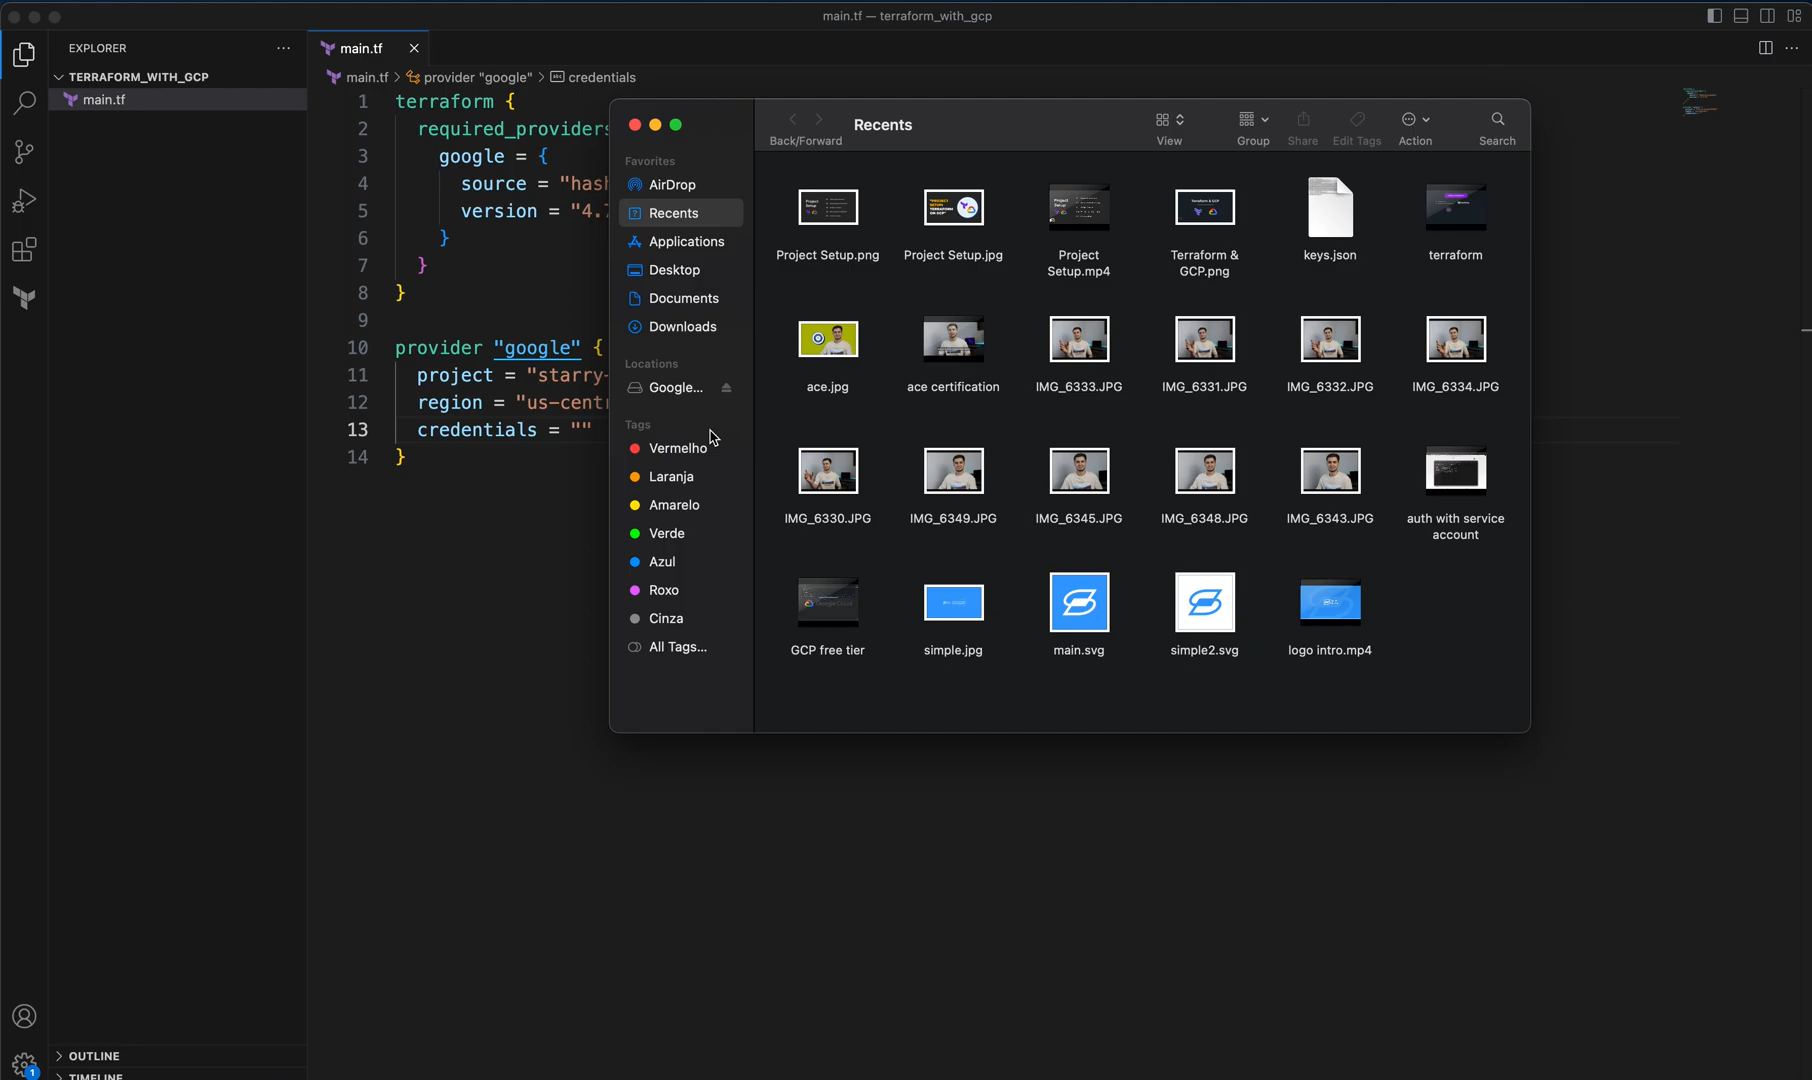 main.tf — terraform_with_gcp
EXPLORER
TERRAFORM_WITH_GCP
main.tf
main.tf
main.tf > provider "google" > credentials
1 terraform {
2 required_providers
3 google = {
4 source = "hash
5 version = "4.7
6 }
7 }
8 }
9
10 provider "google" {
11 project = "starry-
12 region = "us-centr
13 credentials = ""
14 }
OUTLINE
TIMELINE
1
Favorites
AirDrop
Recents
Applications
Desktop
Documents
Downloads
Locations
Google...
Tags
Vermelho
Laranja
Amarelo
Verde
Azul
Roxo
Cinza
All Tags...
Back/Forward
Recents
View
Group
Share
Edit Tags
Action
Search
Project Setup.png
Project Setup.jpg
Project
Setup.mp4
Terraform &
GCP.png
keys.json
terraform
ace.jpg
ace certification
IMG_6333.JPG
IMG_6331.JPG
IMG_6332.JPG
IMG_6334.JPG
IMG_6330.JPG
IMG_6349.JPG
IMG_6345.JPG
IMG_6348.JPG
IMG_6343.JPG
auth with service
account
GCP free tier
simple.jpg
main.svg
simple2.svg
logo intro.mp4